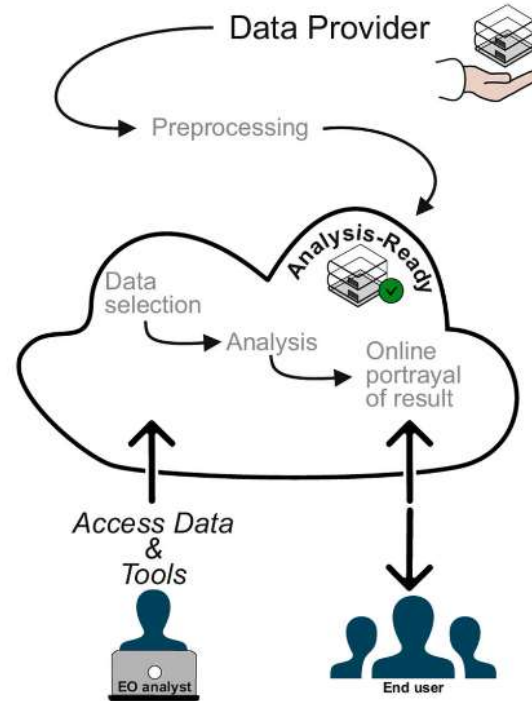 Data Provider
Preprocessing
Analysis-Ready
Data
selection
Analysis
Online
portrayal
of result
Access Data
&
Tools
EO analyst
End user